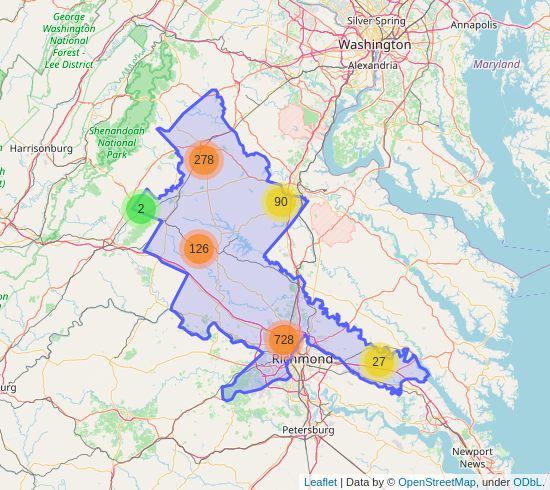 George
Washington
National
Forest -
Lee District
Silver Spring
Annapolis
Washington
Alexandria
Maryland
Shenandoah
National
Park
Harrisonburg
278
2
90
126
728
Richmond
27
urg
Petersburg
Newport
News
Leaflet | Data by © OpenStreetMap, under ODbL.